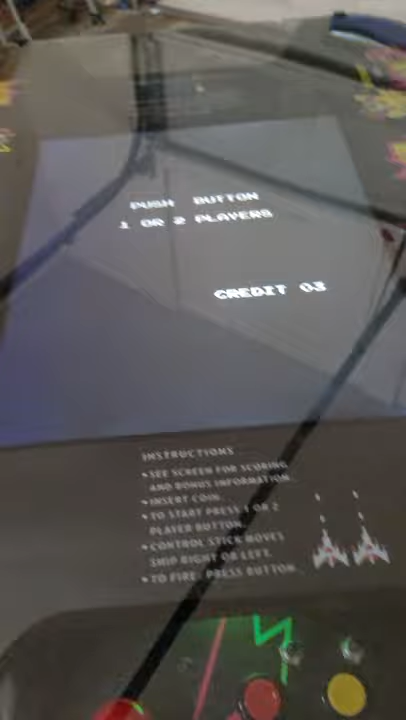 PUSH BUTTON
1 OR 2 PLAYERS
CREDIT 03
INSTRUCTIONS
• SEE SCREEN FOR SCORING
AND BONUS INFORMATION.
• INSERT COIN.
• TO START PRESS 1 OR 2
PLAYER BUTTON.
• CONTROL STICK MOVES
SHIP RIGHT OR LEFT.
• TO FIRE: PRESS BUTTON.